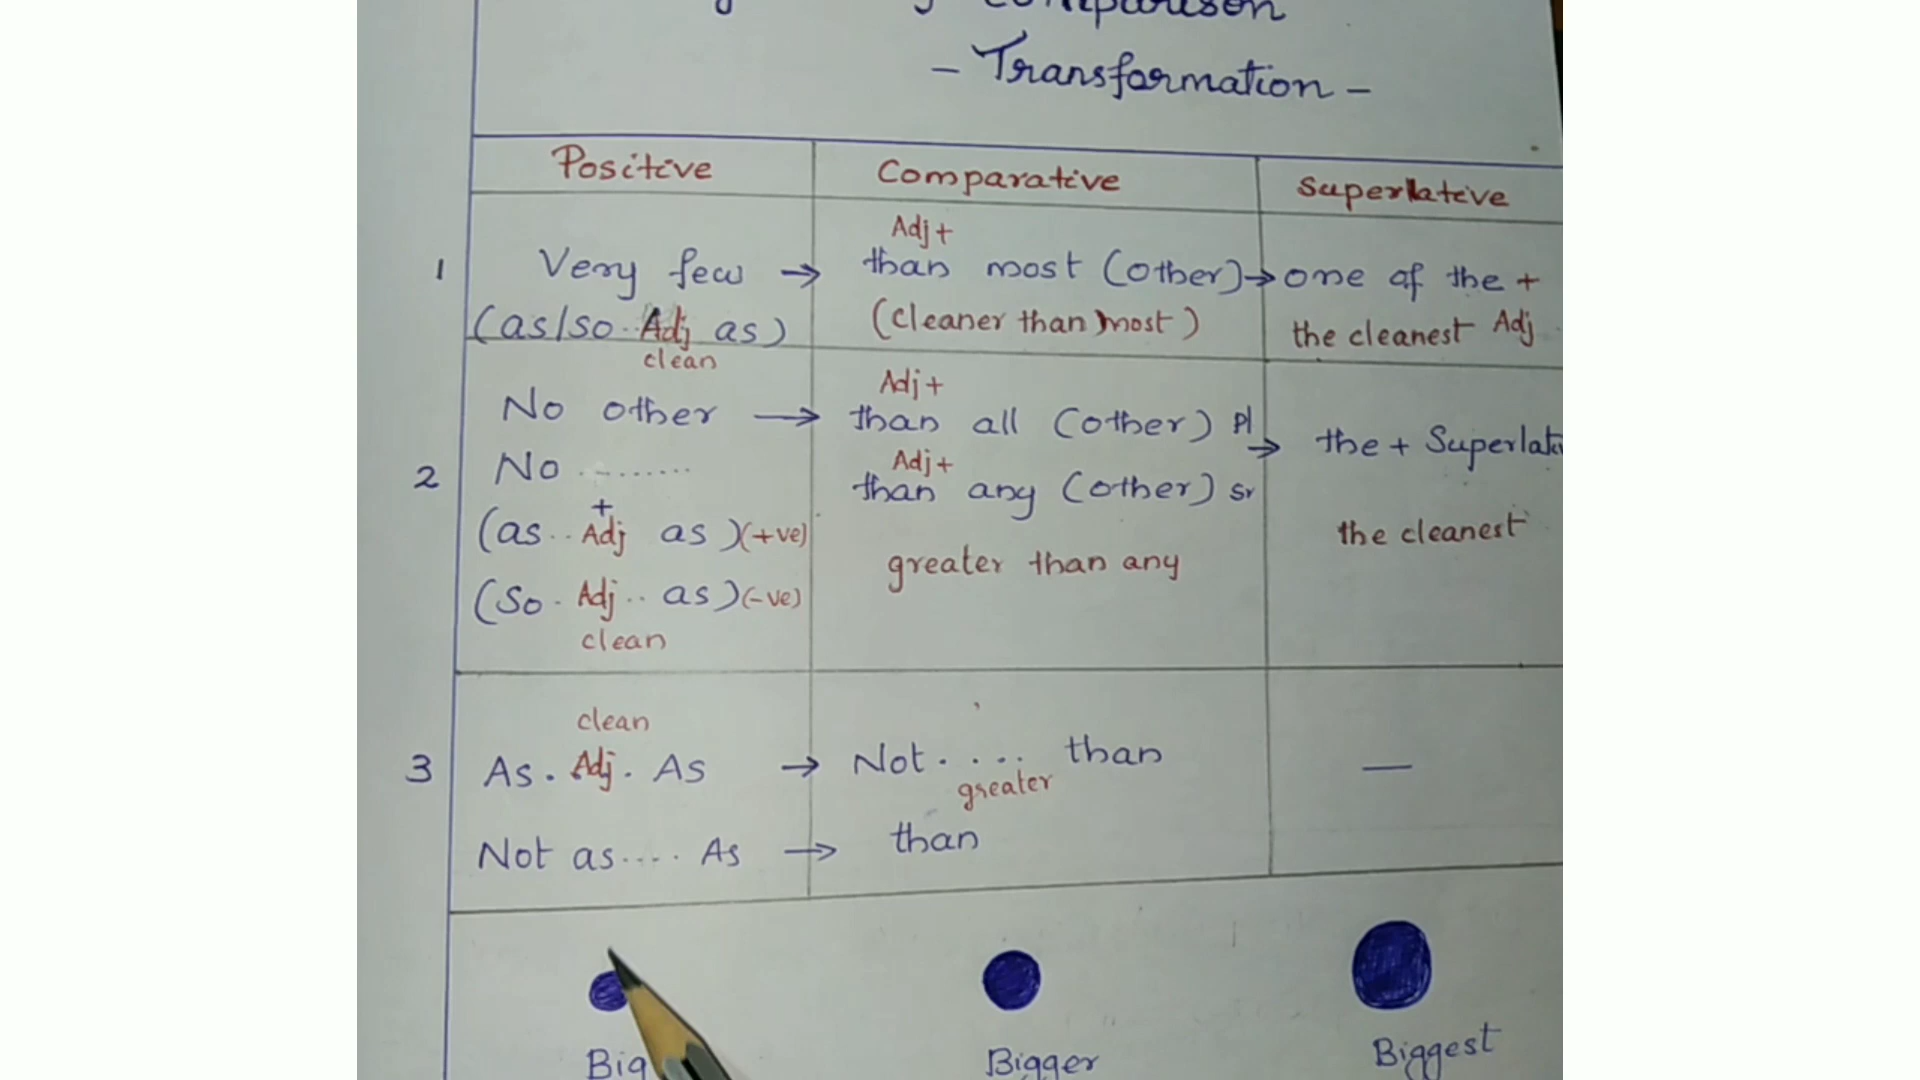 Comparison
- Transformation -
Positive Comparative Superlative
1 Very few → Adj + than most (other) → one of the +
(as/so.. Adj as) (cleaner than most) the cleanest Adj
clean
No other → Adj + than all (other) pl → the + Superlati
2 No ........ Adj + than any (other) sr
(as.. + Adj as) (+ve) greater than any the cleanest
(So. Adj.. as) (-ve)
clean
clean
3 As. Adj. As → Not .... than —
greater
Not as .... As → than
Big Bigger Biggest